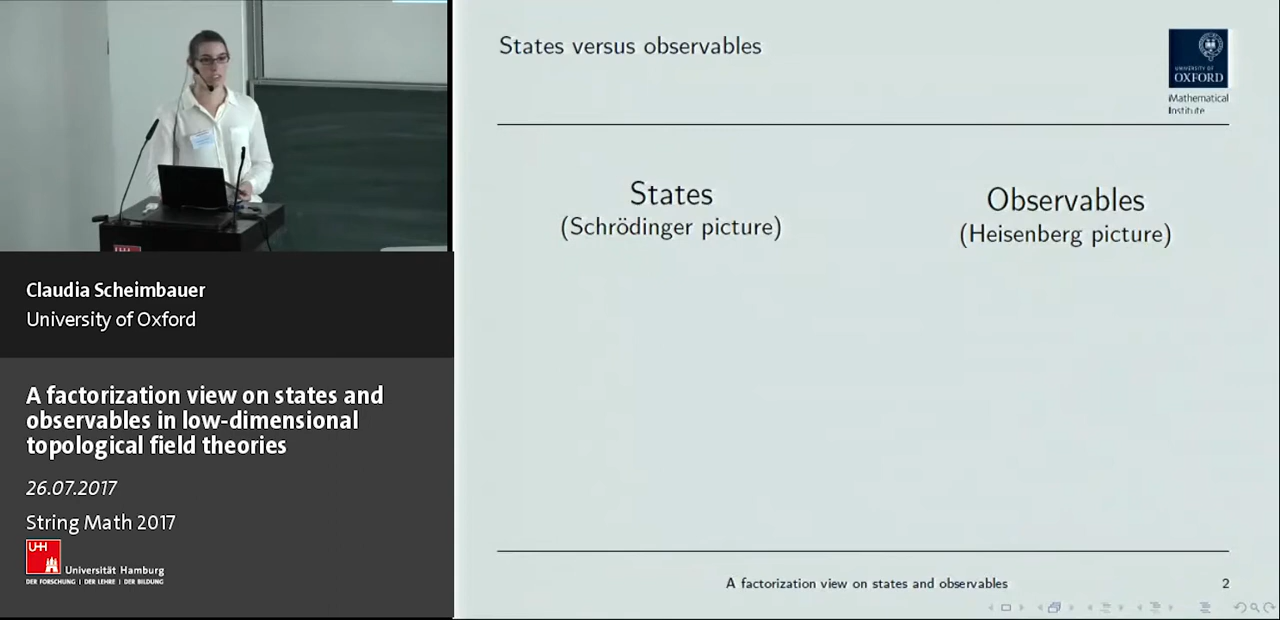 Claudia Scheimbauer
University of Oxford
A factorization view on states and
observables in low-dimensional
topological field theories
26.07.2017
String Math 2017
UHH
Universität Hamburg
DER FORSCHUNG | DER LEHRE | DER BILDUNG
States versus observables
UNIVERSITY OF
OXFORD
Mathematical
Institute
States
(Schrödinger picture)
Observables
(Heisenberg picture)
A factorization view on states and observables
2